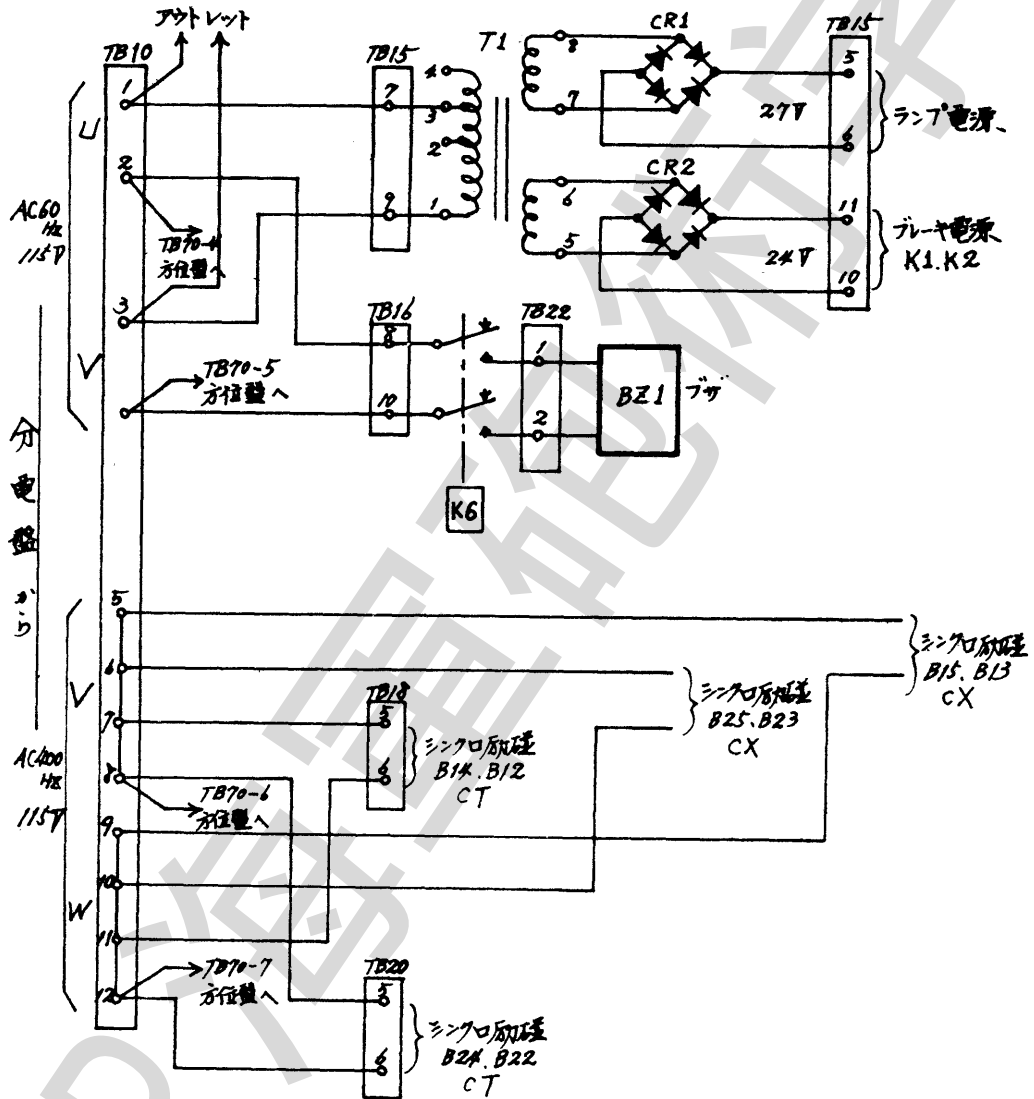 アウトレット
TB10
TB15
T1
CR1
TB15
1
7
4
3
2
9
1
8
7
5
6
27V
ランプ電源、
U
2
AC60
Hz
115V
TB70-4
方位盤へ
3
V
CR2
6
5
11
10
24V
ブレーキ電源
K1.K2
TB16
8
10
TB22
1
2
BZ1
ブザ
K6
TB70-5
方位盤へ
分電盤から
5
6
7
8
V
AC400
Hz
115V
TB70-6
方位盤へ
9
10
11
12
W
TB70-7
方位盤へ
TB18
5
6
シンクロ励磁
B14.B12
CT
シンクロ励磁
B25.B23
CX
シンクロ励磁
B15.B13
CX
TB20
5
6
シンクロ励磁
B24.B22
CT
海軍砲術学